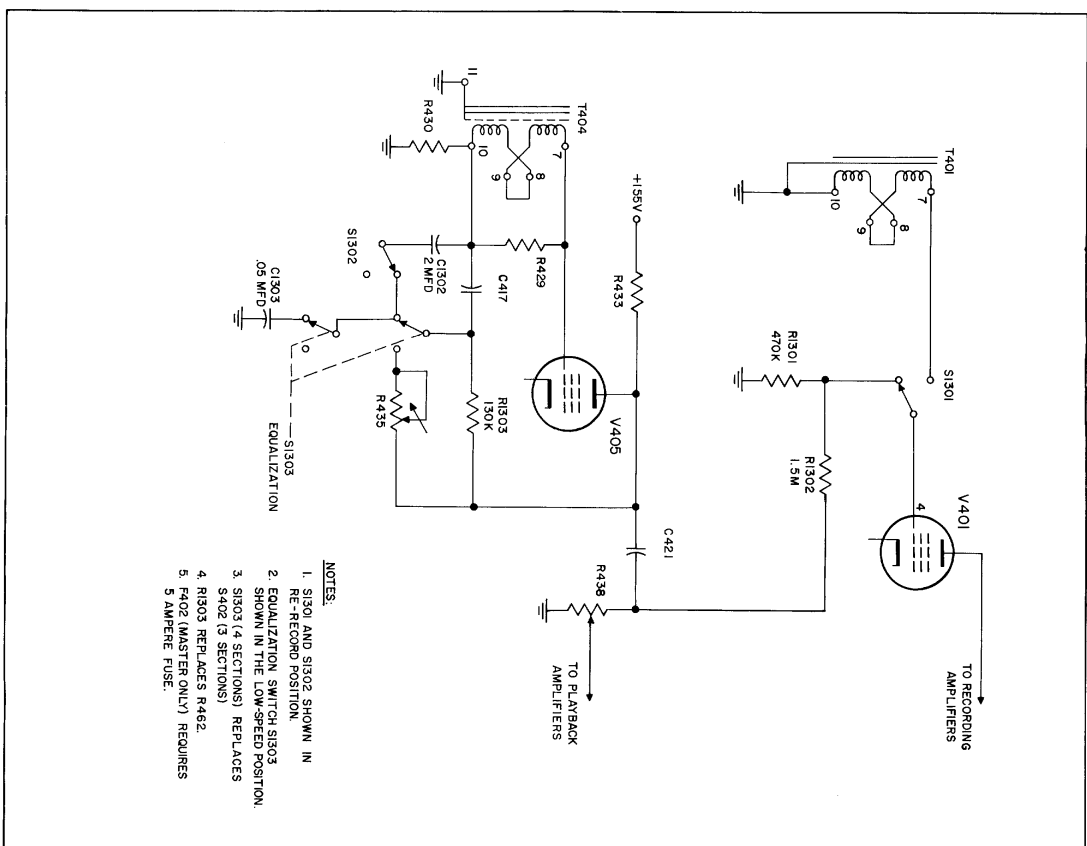 T401
7
8
9
10
S1301
R1301
470K
R1302
1.5M
4
V401
TO RECORDING
AMPLIFIERS
T404
7
8
9
10
11
R430
+155V
R433
R429
C417
C1302
2 MFD
S1302
C1303
.05 MFD
V405
R1303
130K
R435
S1303
EQUALIZATION
C421
R438
TO PLAYBACK
AMPLIFIERS
NOTES:
1. S1301 AND S1302 SHOWN IN
RE-RECORD POSITION.
2. EQUALIZATION SWITCH S1303
SHOWN IN THE LOW-SPEED POSITION.
3. S1303 (4 SECTIONS) REPLACES
S402 (3 SECTIONS)
4. R1303 REPLACES R462.
5. F402 (MASTER ONLY) REQUIRES
5 AMPERE FUSE.